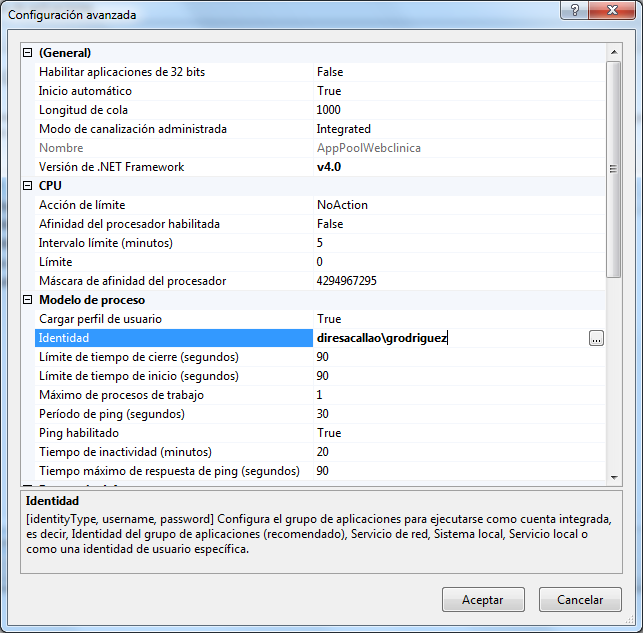 Configuración avanzada
(General)
Habilitar aplicaciones de 32 bits False
Inicio automático True
Longitud de cola 1000
Modo de canalización administrada Integrated
Nombre AppPoolWebclinica
Versión de .NET Framework v4.0
CPU
Acción de límite NoAction
Afinidad del procesador habilitada False
Intervalo límite (minutos) 5
Límite 0
Máscara de afinidad del procesador 4294967295
Modelo de proceso
Cargar perfil de usuario True
Identidad diresacallao\grodriguez ...
Límite de tiempo de cierre (segundos) 90
Límite de tiempo de inicio (segundos) 90
Máximo de procesos de trabajo 1
Período de ping (segundos) 30
Ping habilitado True
Tiempo de inactividad (minutos) 20
Tiempo máximo de respuesta de ping (segundos) 90
Identidad
[identityType, username, password] Configura el grupo de aplicaciones para ejecutarse como cuenta integrada,
es decir, Identidad del grupo de aplicaciones (recomendado), Servicio de red, Sistema local, Servicio local o
como una identidad de usuario específica.
Aceptar Cancelar